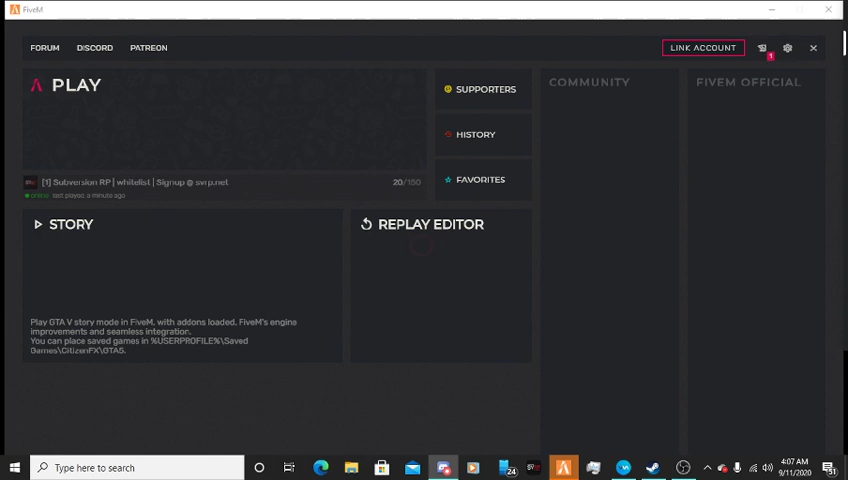 FiveM
FORUM DISCORD PATREON LINK ACCOUNT
1
PLAY
[1] Subversion RP | whitelist | Signup @ svrp.net 20/150
online last played: a minute ago
SUPPORTERS
HISTORY
FAVORITES
STORY
Play GTA V story mode in FiveM, with addons loaded, FiveM's engine
improvements and seamless integration.
You can place saved games in %USERPROFILE%\Saved
Games\CitizenFX\GTA5.
REPLAY EDITOR
COMMUNITY
FIVEM OFFICIAL
Type here to search
24
4:07 AM
9/11/2020
51